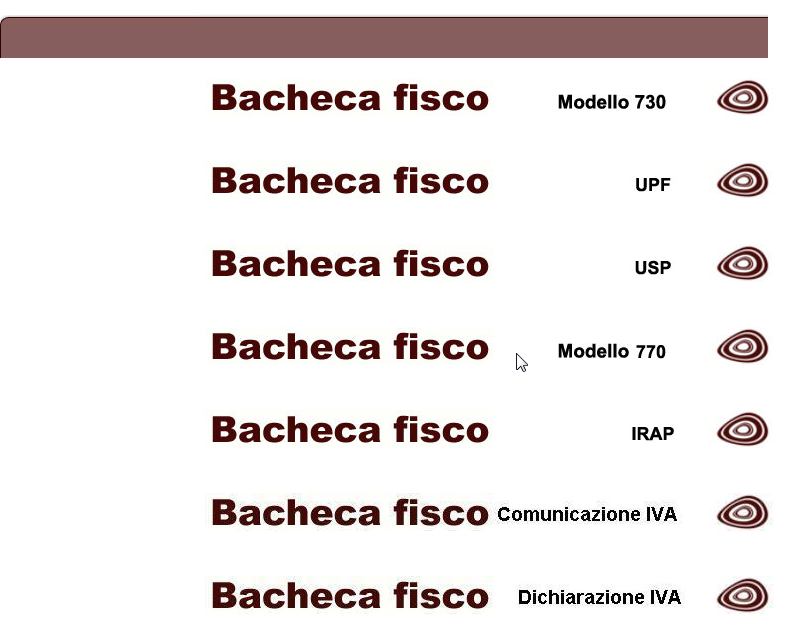 Bacheca fisco Modello 730
Bacheca fisco UPF
Bacheca fisco USP
Bacheca fisco Modello 770
Bacheca fisco IRAP
Bacheca fisco Comunicazione IVA
Bacheca fisco Dichiarazione IVA